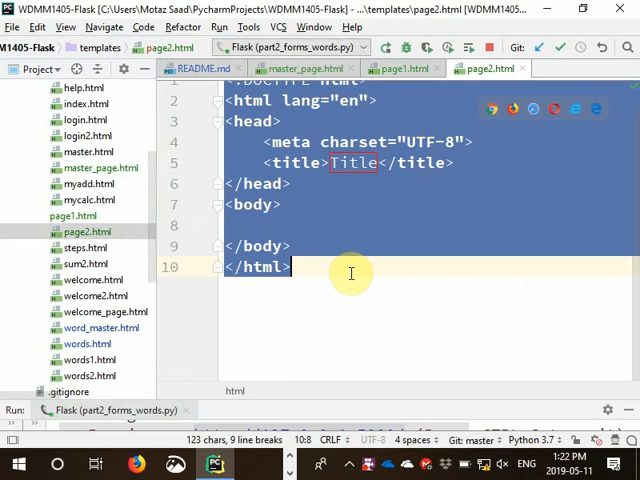 WDMM1405-Flask [C:\Users\Motaz Saad\PycharmProjects\WDMM1405-Flask] - ...\templates\page2.html [W...
File Edit View Navigate Code Refactor Run Tools VCS Window Help
M1405-Flask templates page2.html Flask (part2_forms_words.py) Git:
Project README.md master_page.html page1.html page2.html
help.html
index.html
login.html
login2.html
master.html
master_page.html
myadd.html
mycalc.html
page1.html
page2.html
steps.html
sum2.html
welcome.html
welcome2.html
welcome_page.html
word_master.html
words.html
words1.html
words2.html
.gitignore
<!DOCTYPE html>
2 <html lang="en">
3 <head>
4 <meta charset="UTF-8">
5 <title>Title</title>
6 </head>
7 <body>
8
9 </body>
10 </html>
html
Run: Flask (part2_forms_words.py)
123 chars, 9 line breaks 10:8 CRLF UTF-8 4 spaces Git: master Python 3.7
1:22 PM
2019-05-11